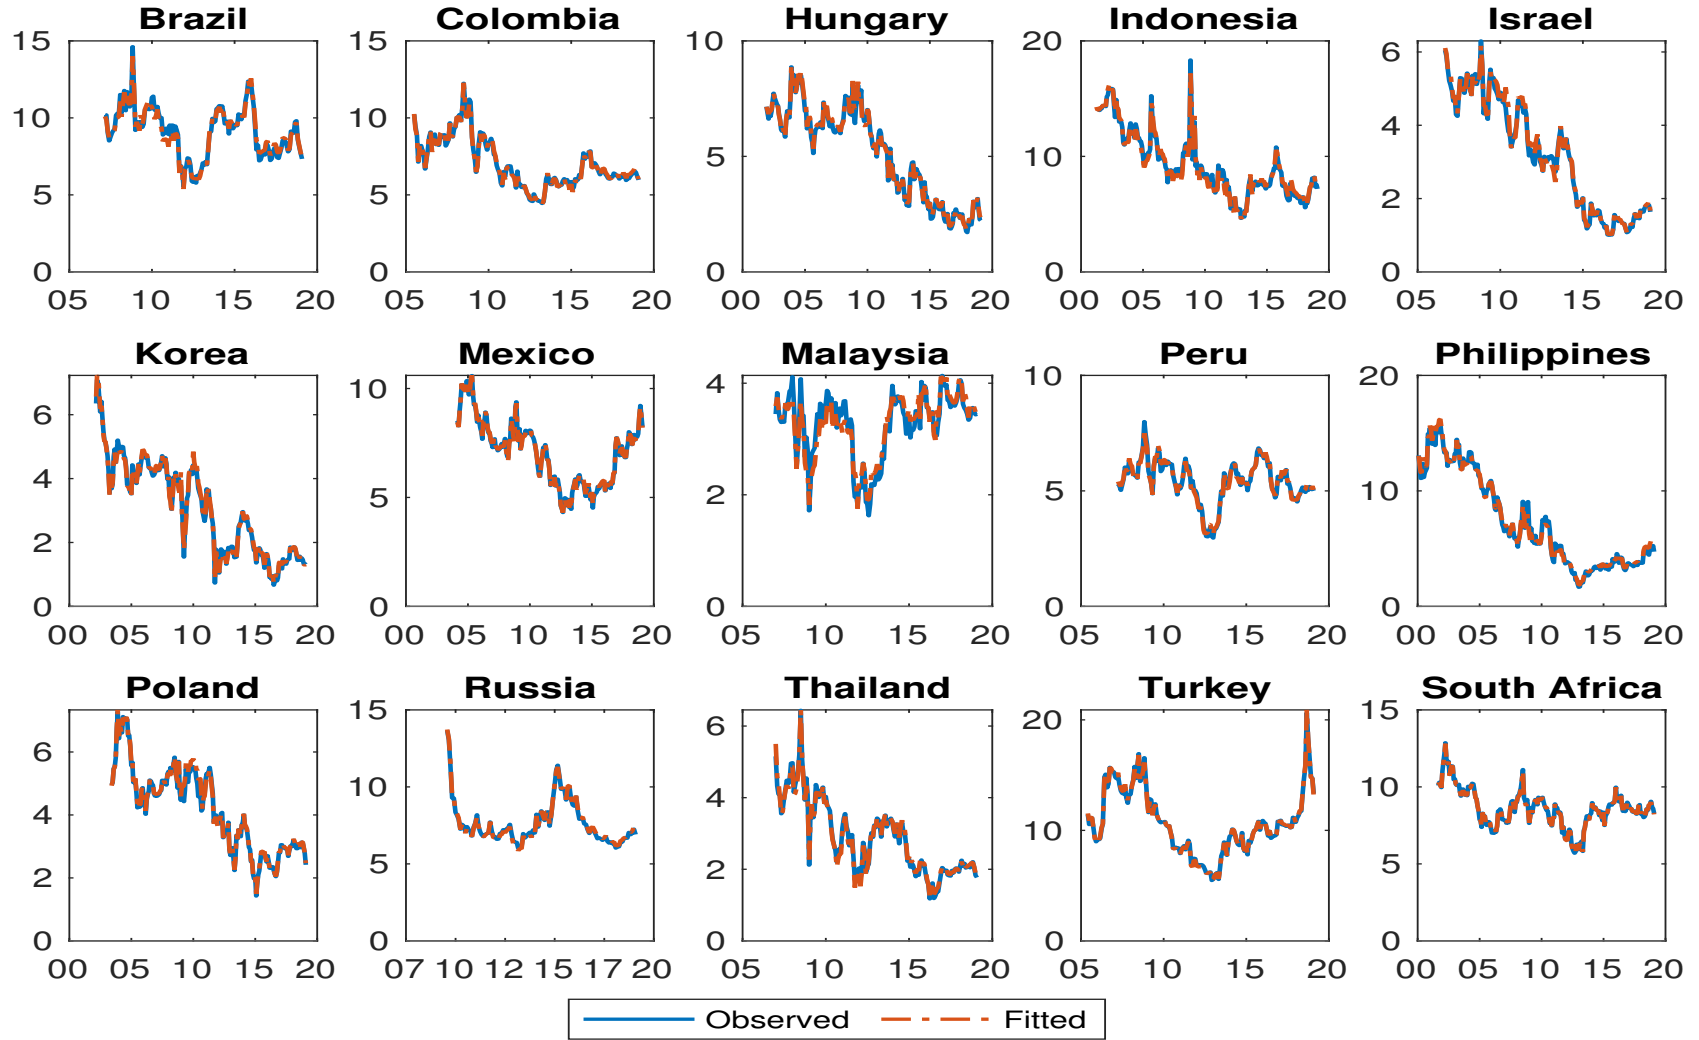 Brazil Colombia Hungary Indonesia Israel
15 10 5 0 05 10 15 20
15 10 5 0 05 10 15 20
10 5 0 00 05 10 15 20
20 10 0 00 05 10 15 20
6 4 2 0 05 10 15 20
Korea Mexico Malaysia Peru Philippines
6 4 2 0 00 05 10 15 20
10 5 0 00 05 10 15 20
4 2 0 05 10 15 20
10 5 0 05 10 15 20
20 10 0 00 05 10 15 20
Poland Russia Thailand Turkey South Africa
6 4 2 0 00 05 10 15 20
15 10 5 0 07 10 12 15 17 20
6 4 2 0 05 10 15 20
20 10 0 05 10 15 20
15 10 5 0 00 05 10 15 20
Observed Fitted